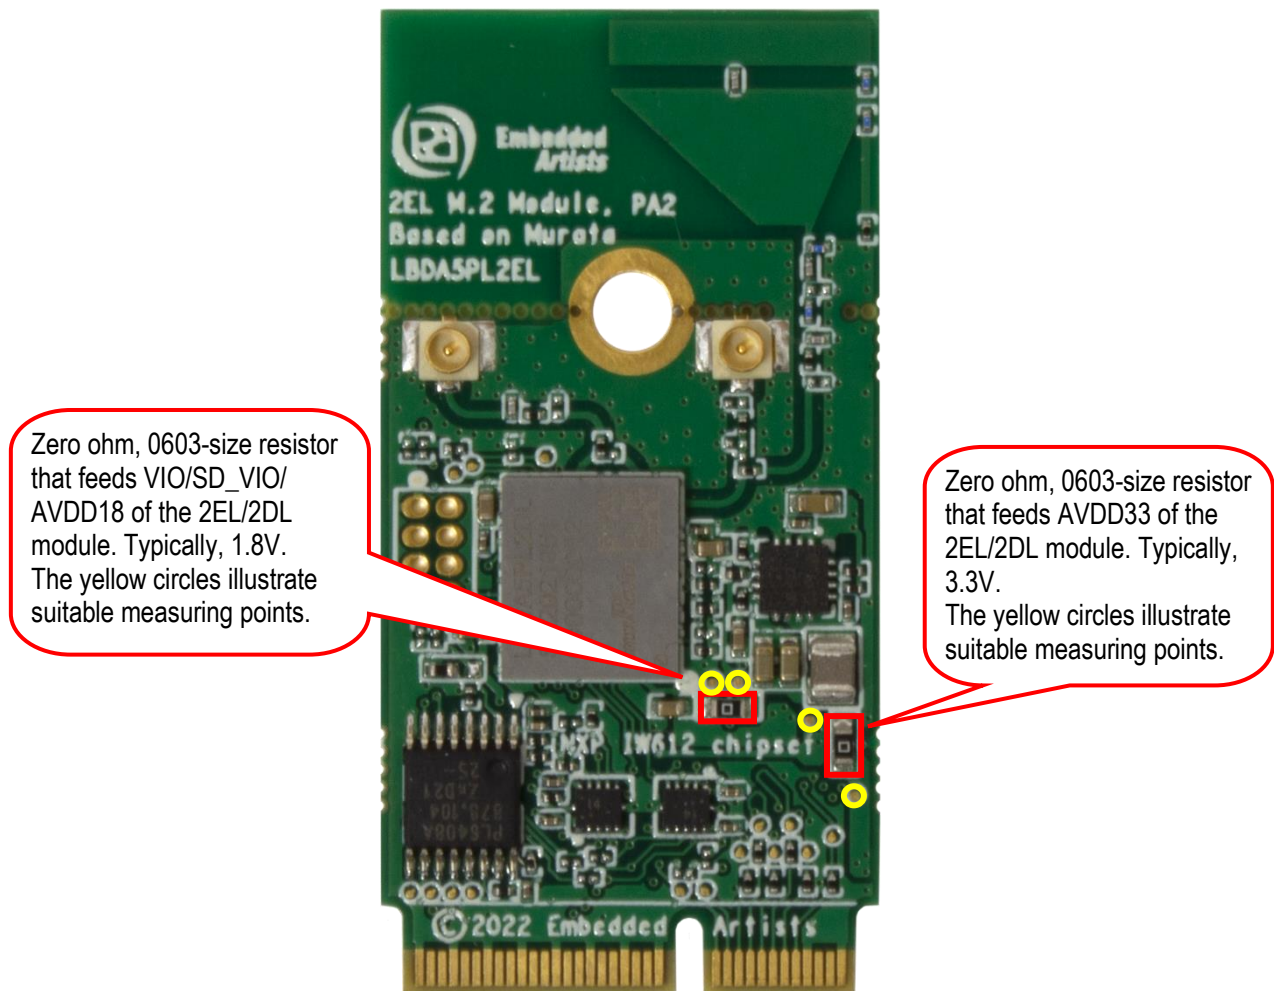 Embedded
Artists
2EL M.2 Module, PA2
Based on Murata
LBDA5PL2EL
Zero ohm, 0603-size resistor
that feeds VIO/SD_VIO/
AVDD18 of the 2EL/2DL
module. Typically, 1.8V.
The yellow circles illustrate
suitable measuring points.
Zero ohm, 0603-size resistor
that feeds AVDD33 of the
2EL/2DL module. Typically,
3.3V.
The yellow circles illustrate
suitable measuring points.
NXP IW612 chipset
©2022 Embedded Artists